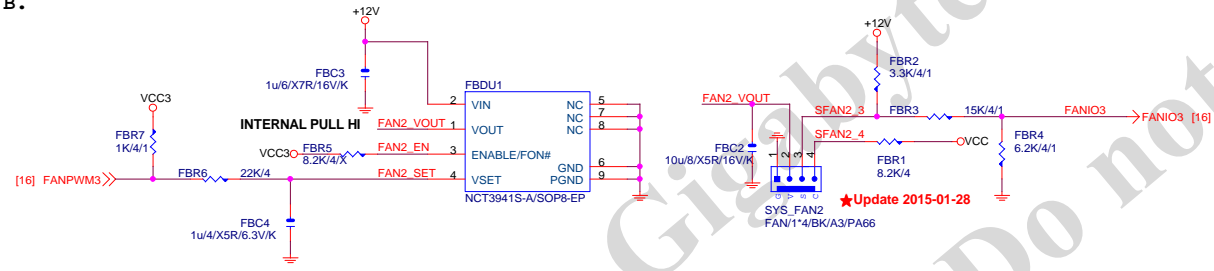 B.
+12V
FBC3
1u/6/X7R/16V/K
VCC3
FBR7
1K/4/1
INTERNAL PULL HI
FAN2_VOUT
VCC3
FBR5
8.2K/4/X
FAN2_EN
[16] FANPWM3
FBR6
22K/4
FAN2_SET
FBC4
1u/4/X5R/6.3V/K
FBDU1
2 VIN NC 5
NC 7
1 VOUT NC 8
3 ENABLE/FON#
GND 6
4 VSET PGND 9
NCT3941S-A/SOP8-EP
+12V
FBR2
3.3K/4/1
FAN2_VOUT
SFAN2_3
FBR3
15K/4/1
FANIO3
FANIO3 [16]
SFAN2_4
VCC
FBR4
6.2K/4/1
FBC2
10u/8/X5R/16V/K
FBR1
8.2K/4
1 2 3 4
G V S C
★Update 2015-01-28
SYS_FAN2
FAN/1*4/BK/A3/PA66
Gigabyte
Do not